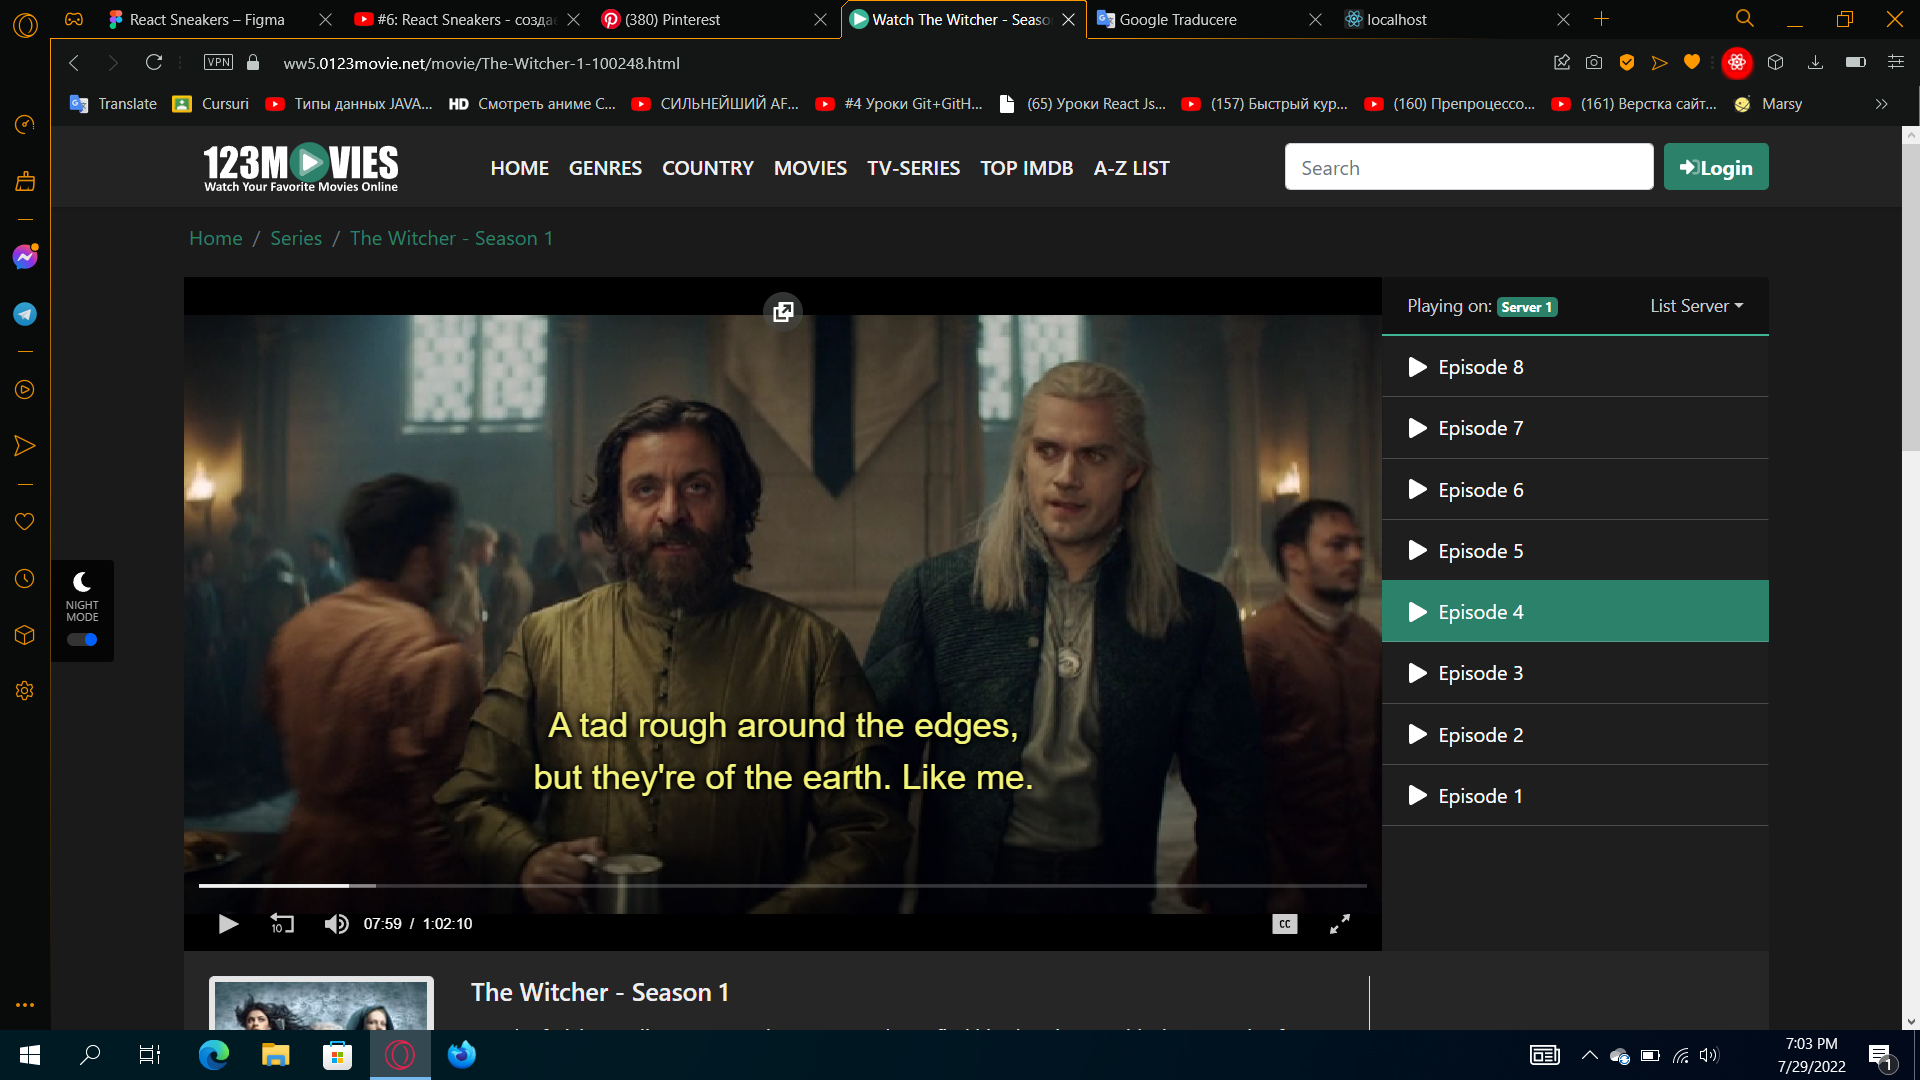 React Sneakers – Figma
#6: React Sneakers - созда
(380) Pinterest
Watch The Witcher - Seaso
Google Traducere
localhost
VPN
ww5.0123movie.net/movie/The-Witcher-1-100248.html
Translate
Cursuri
Типы данных JAVA...
HD Смотреть аниме С...
СИЛЬНЕЙШИЙ AF...
#4 Уроки Git+GitH...
(65) Уроки React Js...
(157) Быстрый кур...
(160) Препроцессо...
(161) Верстка сайт...
Marsy
123MOVIES
Watch Your Favorite Movies Online
HOME
GENRES
COUNTRY
MOVIES
TV-SERIES
TOP IMDB
A-Z LIST
Search
Login
Home / Series / The Witcher - Season 1
Playing on: Server 1
List Server
Episode 8
Episode 7
Episode 6
Episode 5
Episode 4
Episode 3
Episode 2
Episode 1
NIGHT
MODE
A tad rough around the edges,
but they're of the earth. Like me.
10
07:59 / 1:02:10
CC
The Witcher - Season 1
7:03 PM
7/29/2022
1